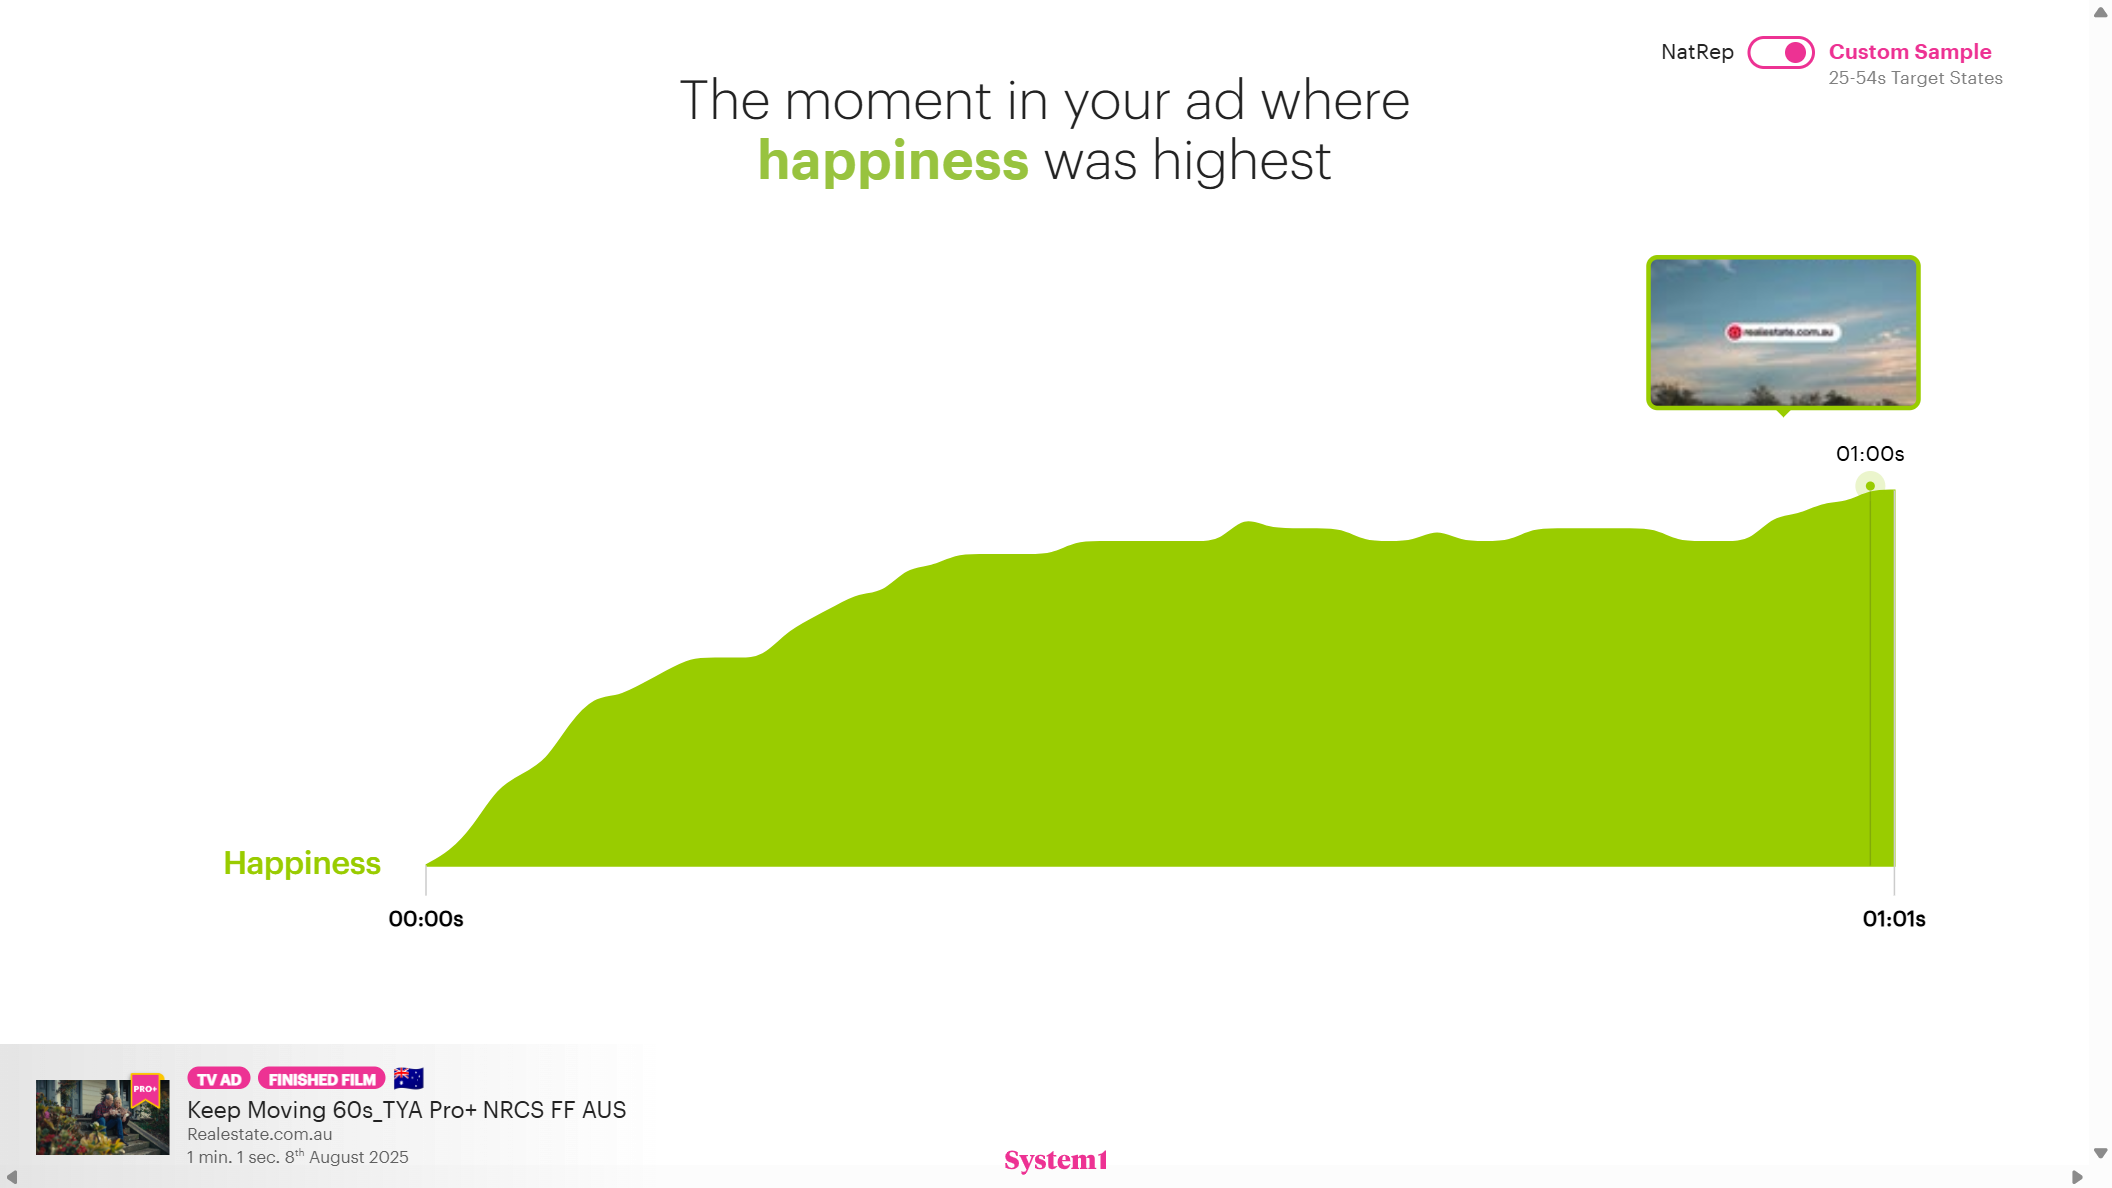 NatRep
Custom Sample
25-54s Target States
The moment in your ad where
happiness was highest
realestate.com.au
01:00s
Happiness
00:00s
01:01s
PRO+
TV AD
FINISHED FILM
Keep Moving 60s_TYA Pro+ NRCS FF AUS
Realestate.com.au
1 min. 1 sec. 8th August 2025
System1